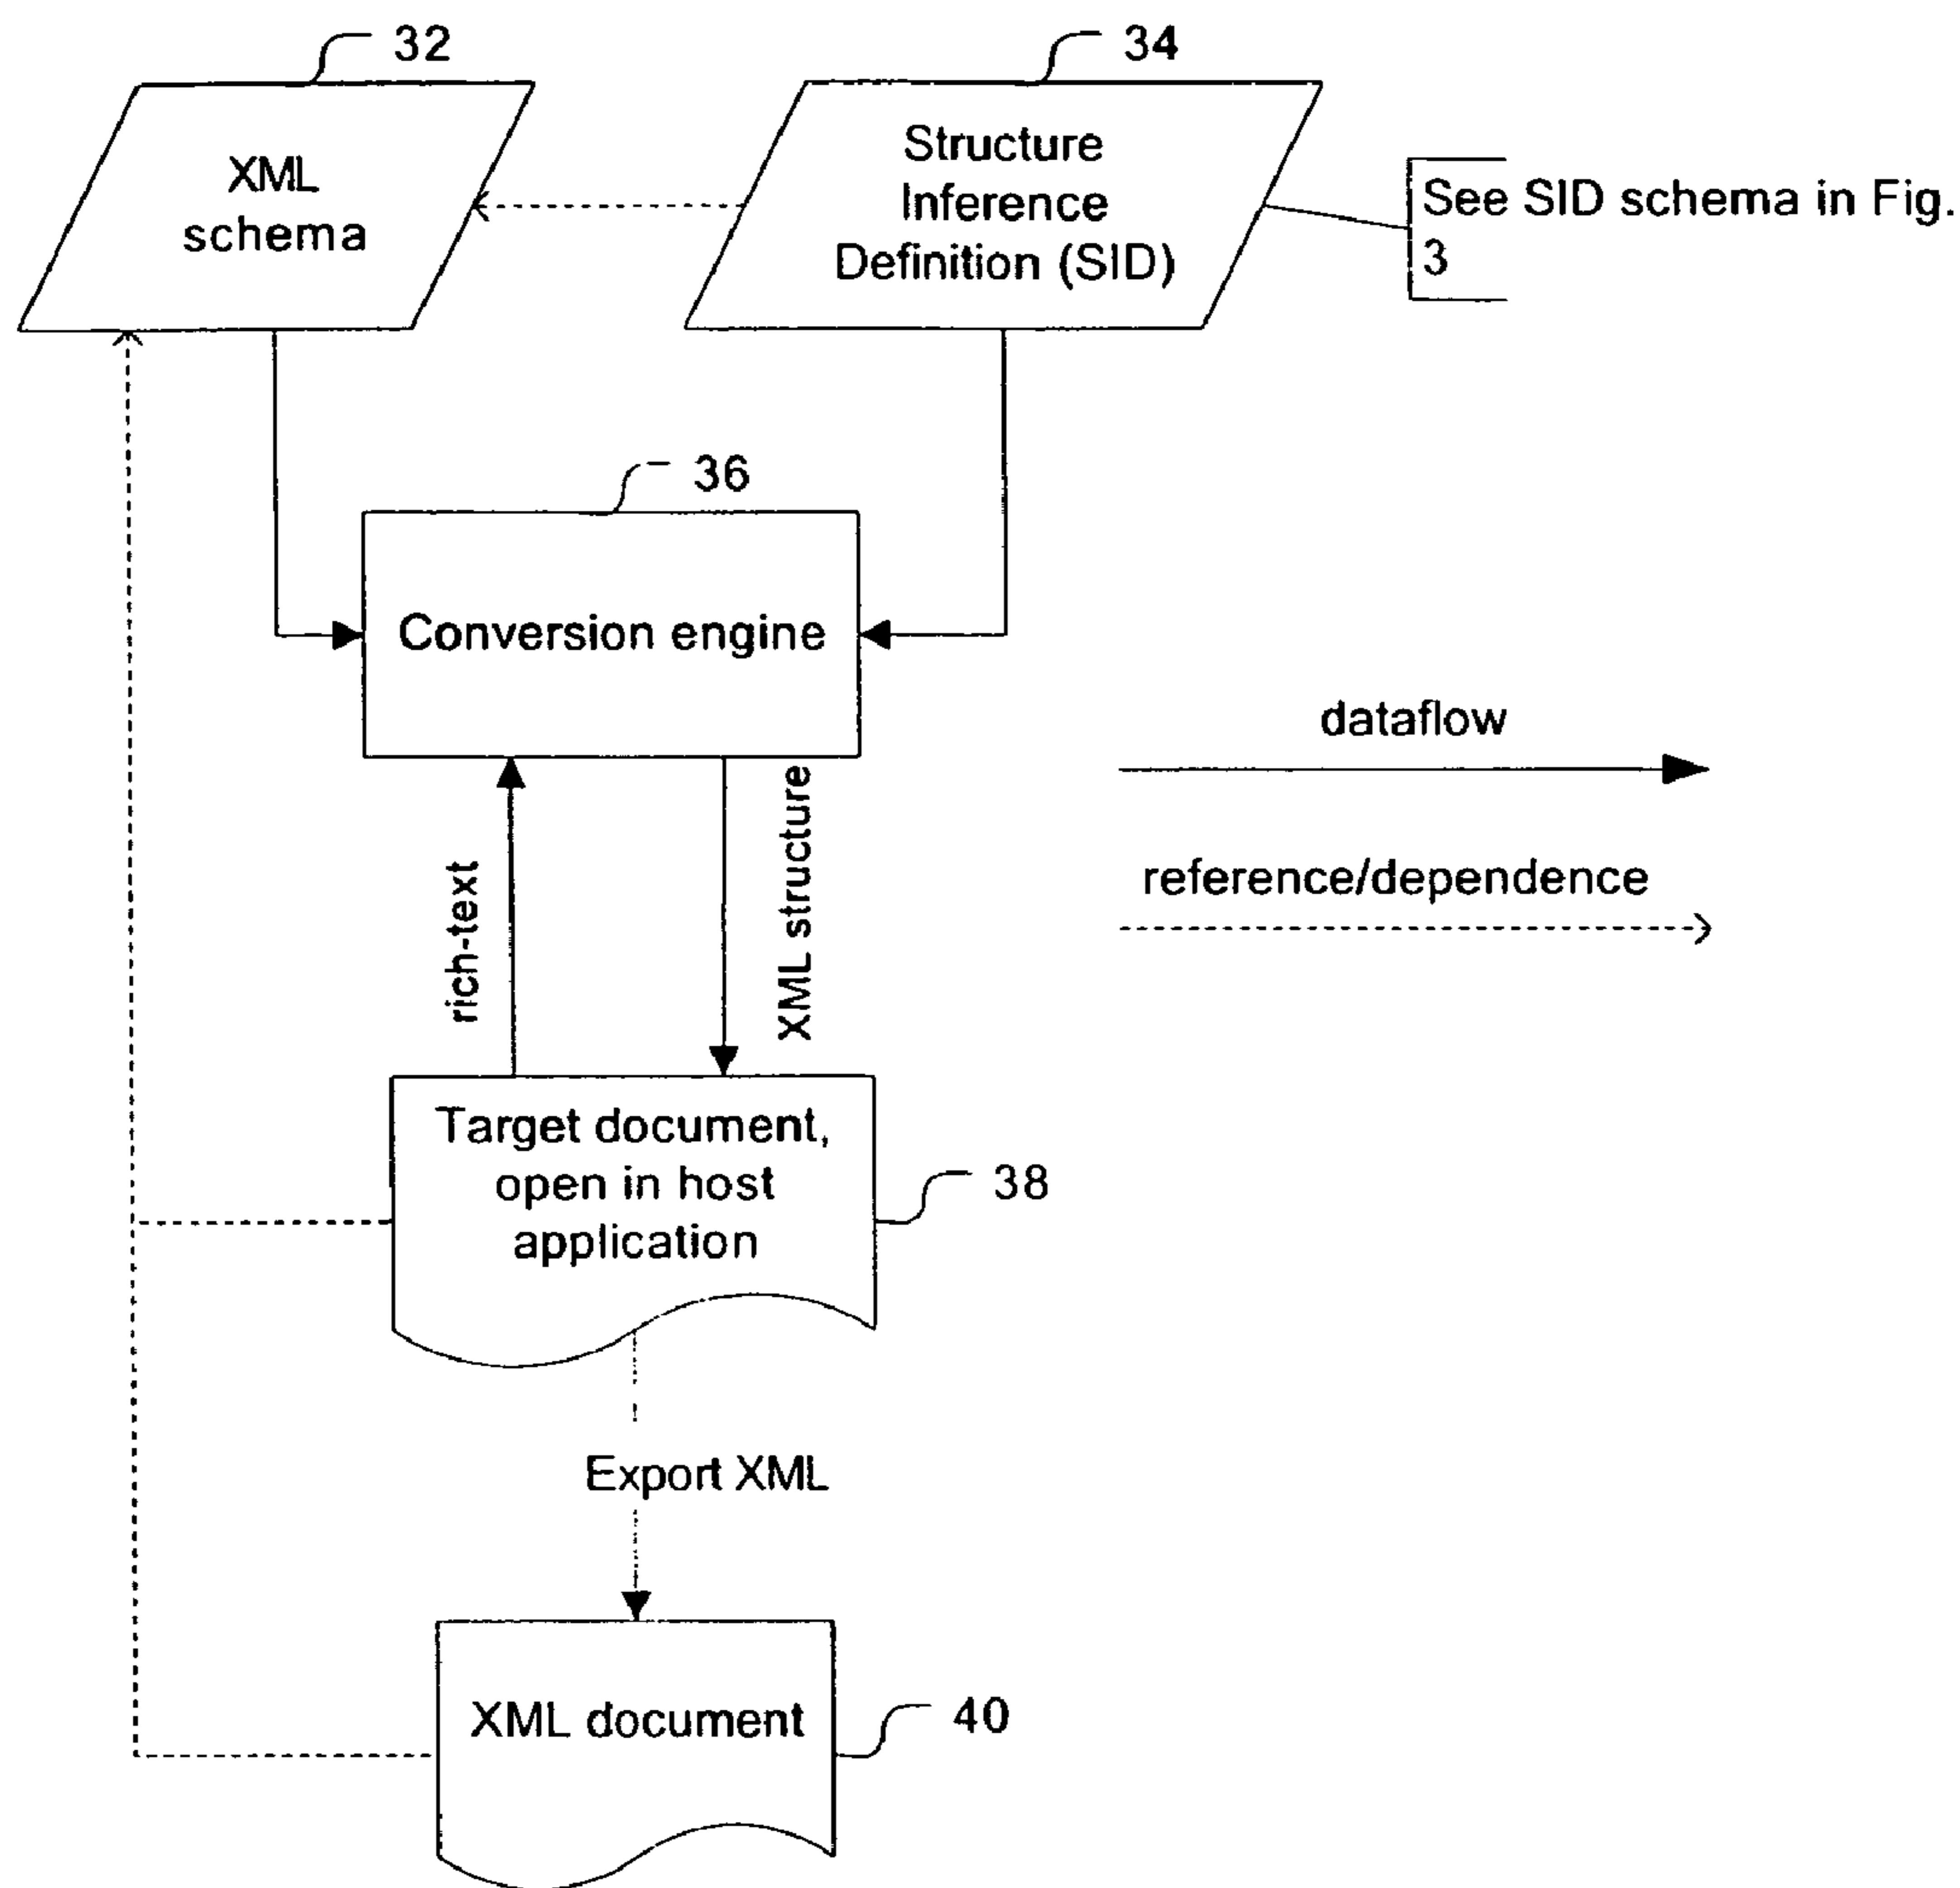 32
34
XML
schema
Structure
Inference
Definition (SID)
See SID schema in Fig.
3
36
Conversion engine
dataflow
reference/dependence
rich-text
XML structure
Target document,
open in host
application
38
Export XML
XML document
40